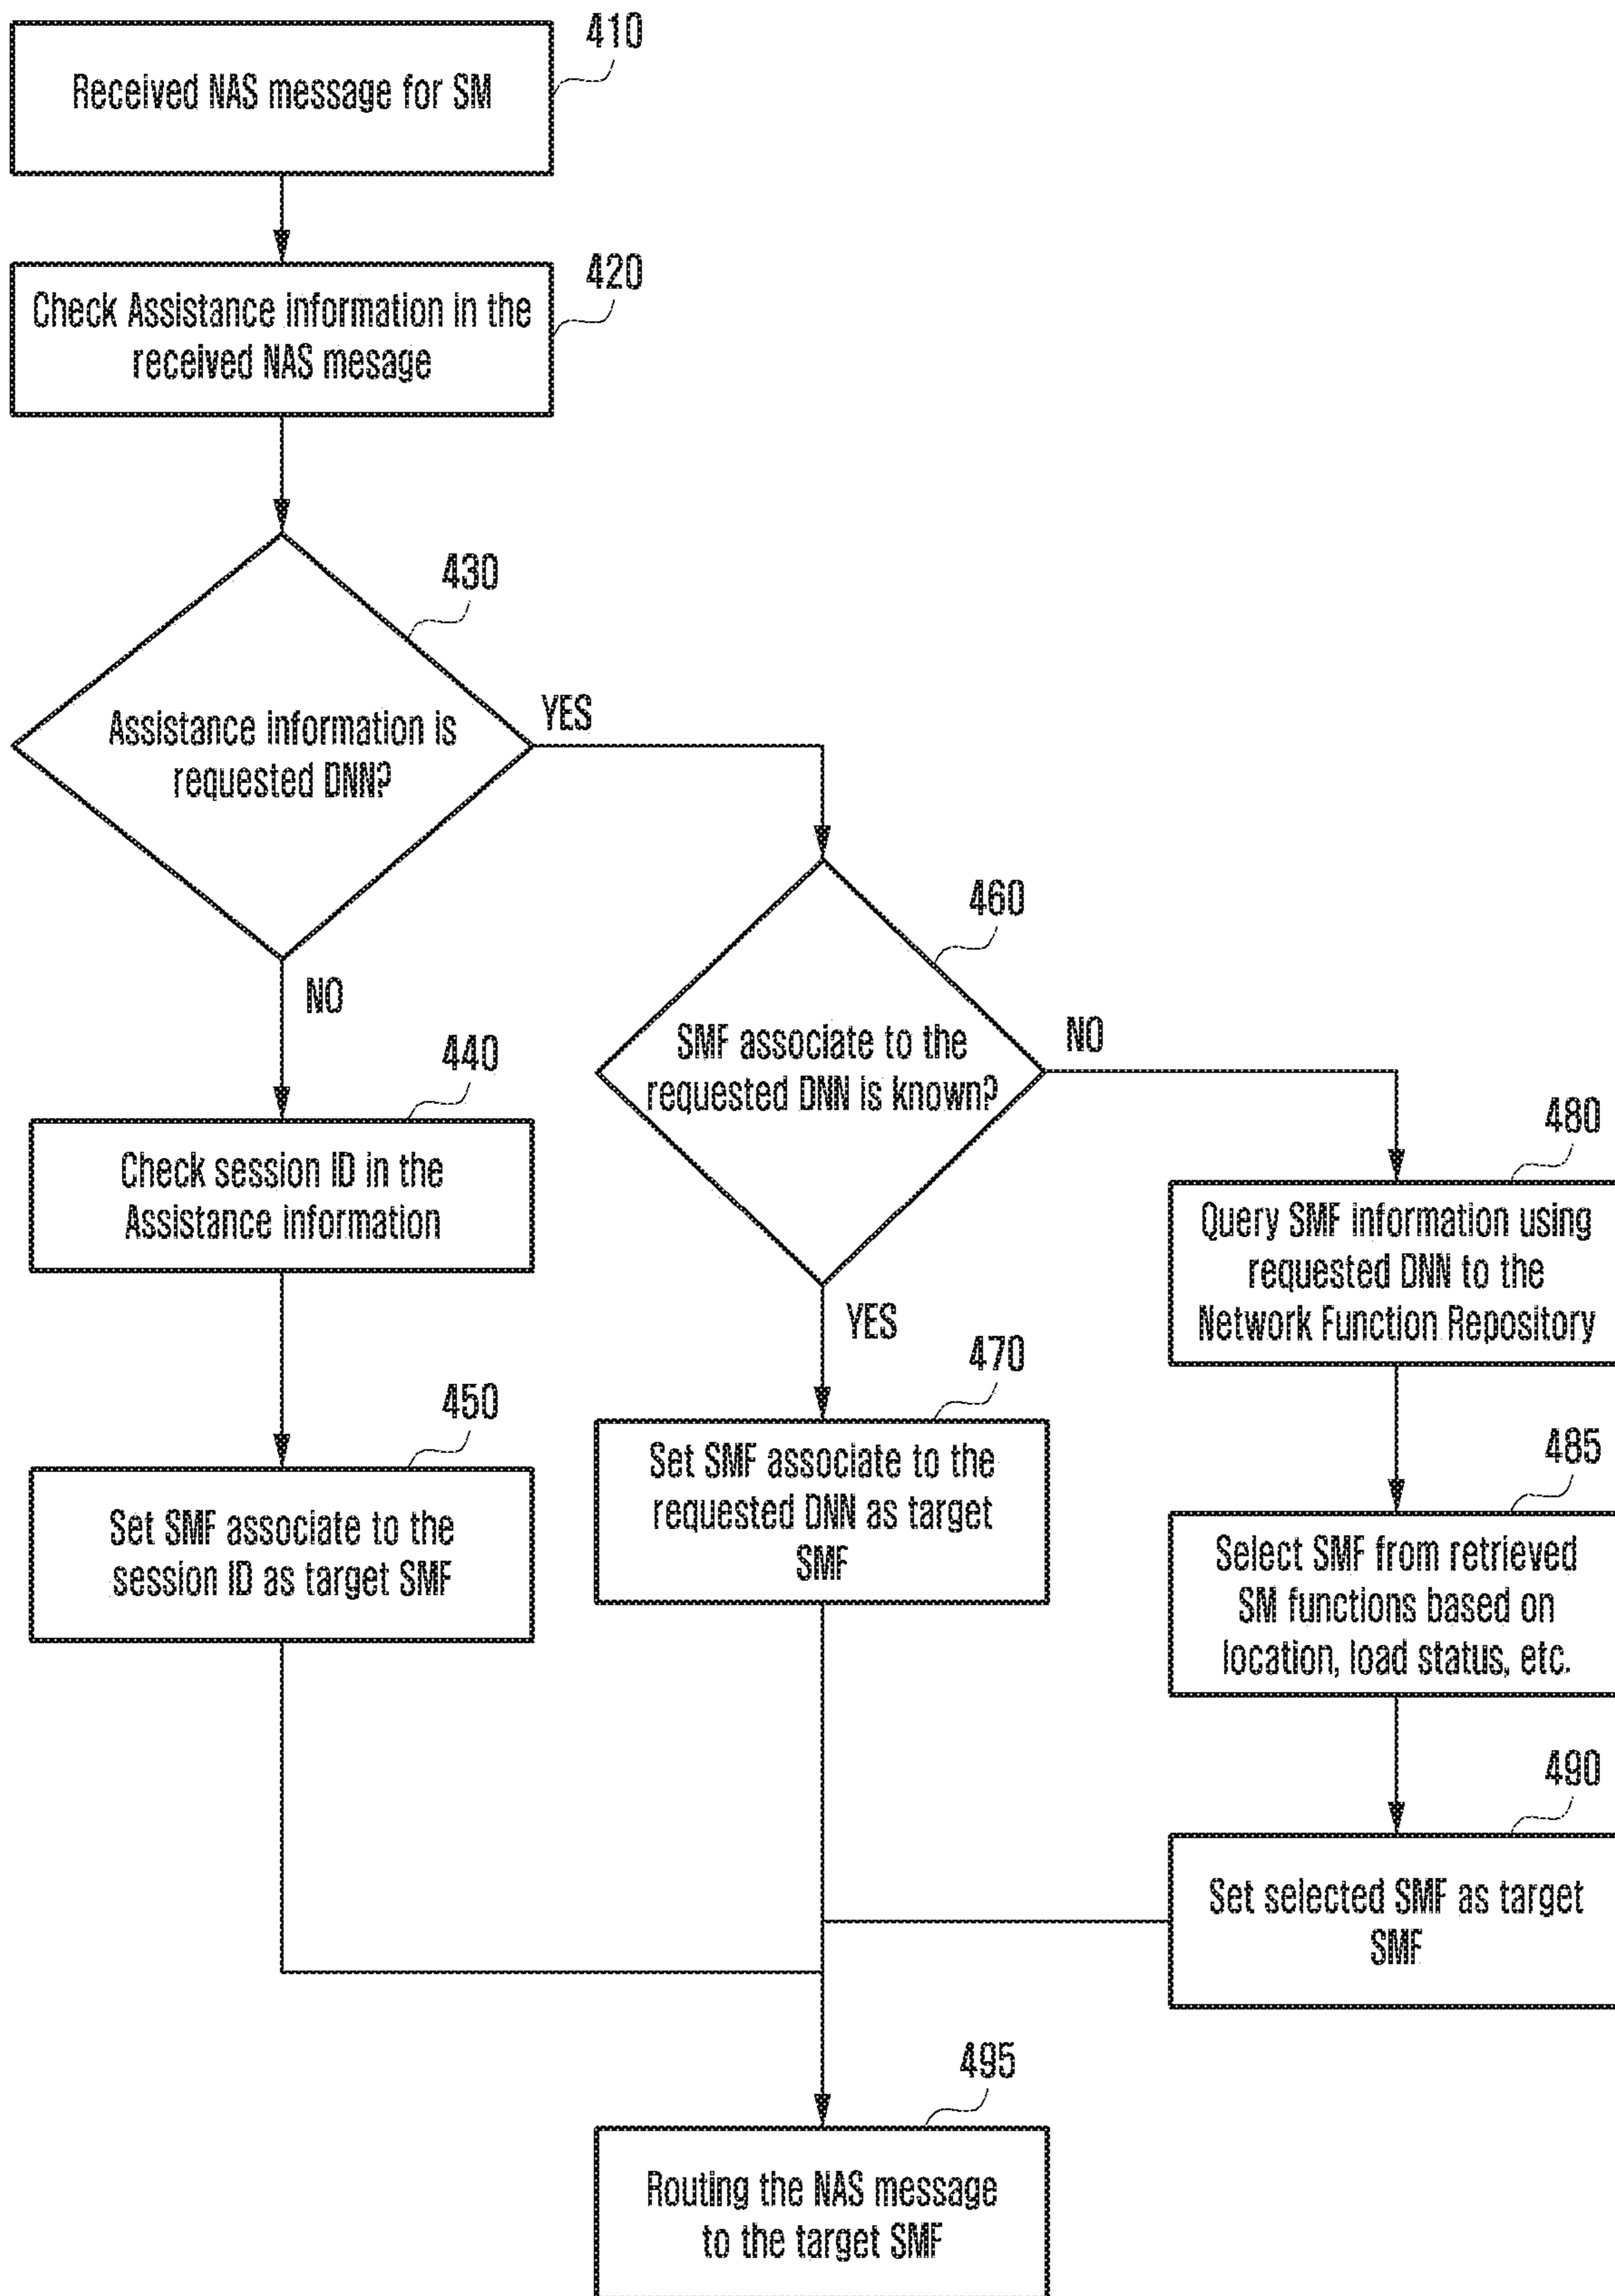 410
Received NAS message for SM
420
Check Assistance information in the
received NAS mesage
430
Assistance information is
requested DNN?
YES
NO
440
Check session ID in the
Assistance information
450
Set SMF associate to the
session ID as target SMF
460
SMF associate to the
requested DNN is known?
NO
YES
470
Set SMF associate to the
requested DNN as target
SMF
480
Query SMF information using
requested DNN to the
Network Function Repository
485
Select SMF from retrieved
SM functions based on
location, load status, etc.
490
Set selected SMF as target
SMF
495
Routing the NAS message
to the target SMF